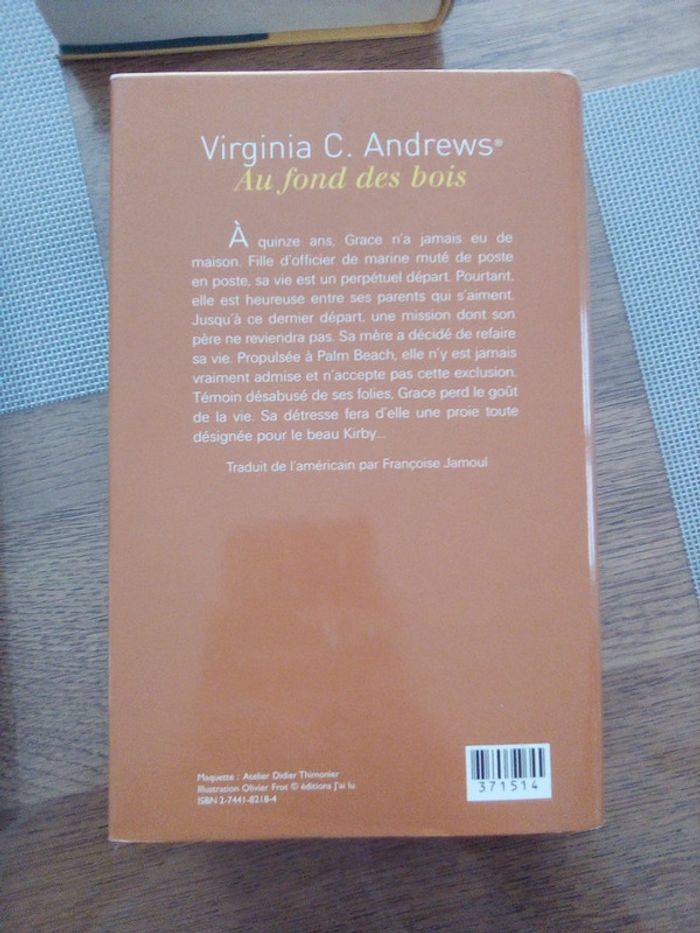 Virginia C. Andrews®
Au fond des bois
À quinze ans, Grace n'a jamais eu de
maison. Fille d'officier de marine muté de poste
en poste, sa vie est un perpétuel départ. Pourtant,
elle est heureuse entre ses parents qui s'aiment.
Jusqu'à ce dernier départ, une mission dont son
père ne reviendra pas. Sa mère a décidé de refaire
sa vie. Propulsée à Palm Beach, elle n'y est jamais
vraiment admise et n'accepte pas cette exclusion.
Témoin désabusé de ses folies, Grace perd le goût
de la vie. Sa détresse fera d'elle une proie toute
désignée pour le beau Kirby...
Traduit de l'américain par Françoise Jamoul
Maquette : Atelier Didier Thimonier
Illustration Olivier Frot © éditions J'ai lu
ISBN 2-7441-8218-4
371514